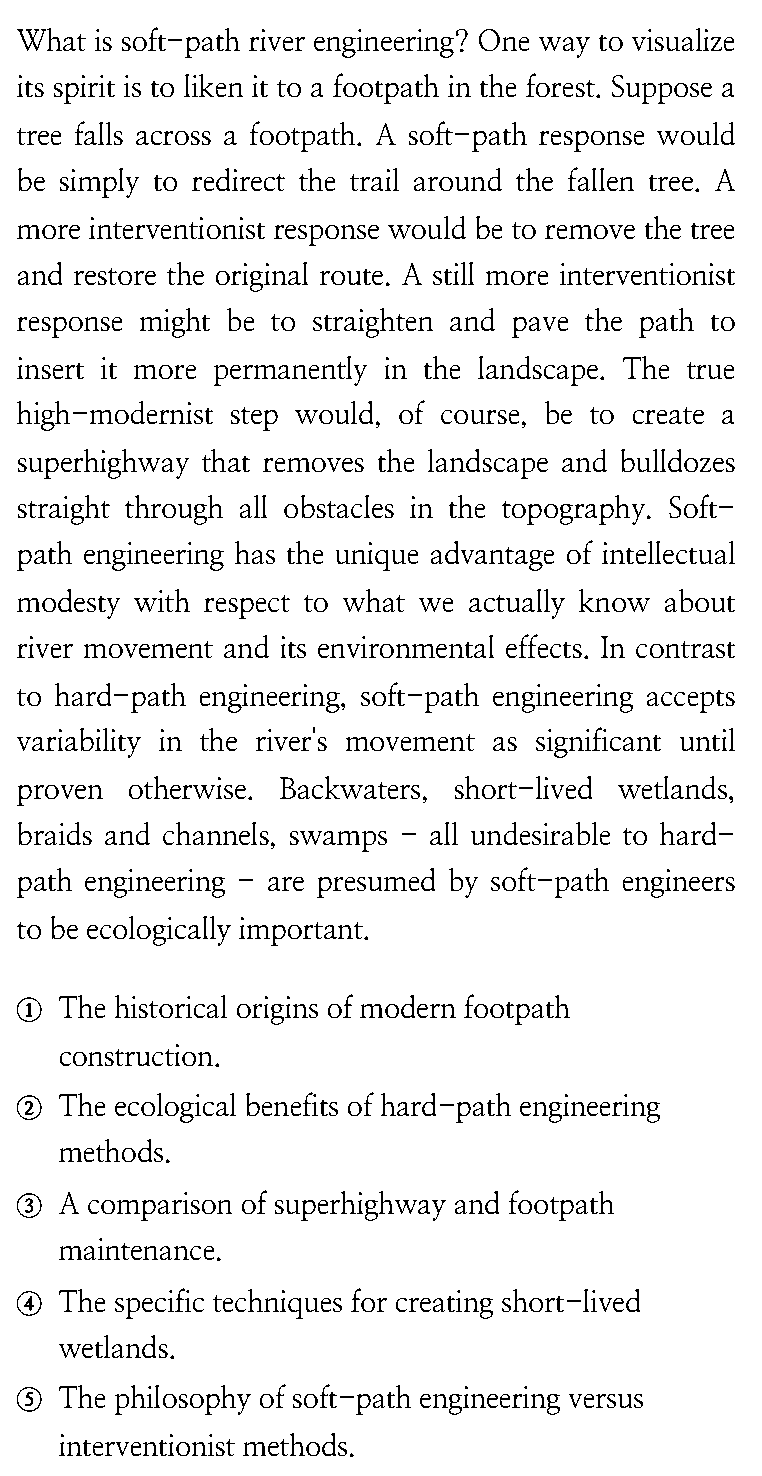 What is soft-path river engineering? One way to visualize
its spirit is to liken it to a footpath in the forest. Suppose a
tree falls across a footpath. A soft-path response would
be simply to redirect the trail around the fallen tree. A
more interventionist response would be to remove the tree
and restore the original route. A still more interventionist
response might be to straighten and pave the path to
insert it more permanently in the landscape. The true
high-modernist step would, of course, be to create a
superhighway that removes the landscape and bulldozes
straight through all obstacles in the topography. Soft-
path engineering has the unique advantage of intellectual
modesty with respect to what we actually know about
river movement and its environmental effects. In contrast
to hard-path engineering, soft-path engineering accepts
variability in the river's movement as significant until
proven otherwise. Backwaters, short-lived wetlands,
braids and channels, swamps - all undesirable to hard-
path engineering - are presumed by soft-path engineers
to be ecologically important.
① The historical origins of modern footpath
construction.
② The ecological benefits of hard-path engineering
methods.
③ A comparison of superhighway and footpath
maintenance.
④ The specific techniques for creating short-lived
wetlands.
⑤ The philosophy of soft-path engineering versus
interventionist methods.